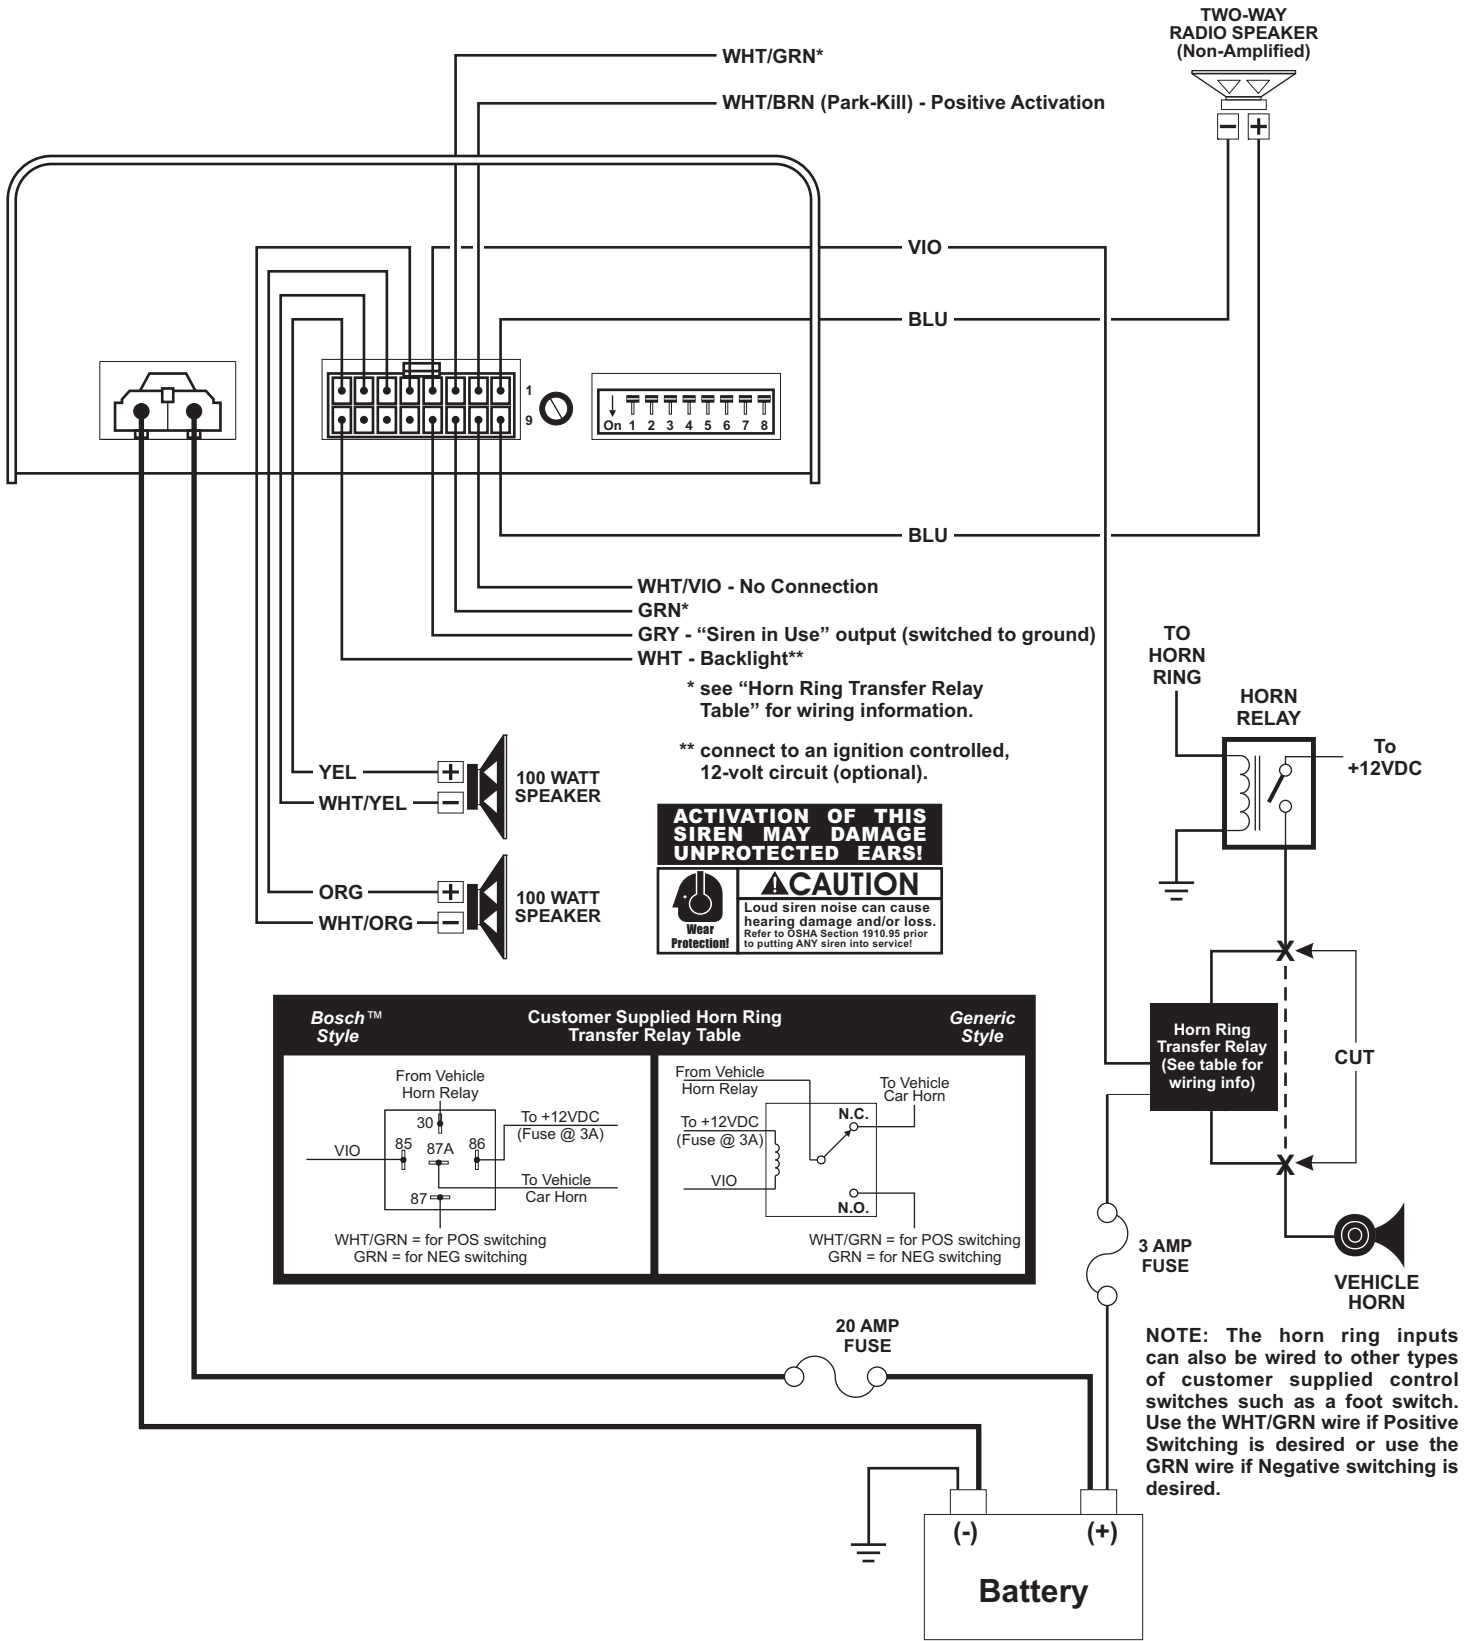 TWO-WAY
RADIO SPEAKER
(Non-Amplified)
WHT/GRN*
WHT/BRN (Park-Kill) - Positive Activation
VIO
BLU
1
9
On 1 2 3 4 5 6 7 8
BLU
WHT/VIO - No Connection
GRN*
GRY - “Siren in Use” output (switched to ground)
WHT - Backlight**
* see “Horn Ring Transfer Relay
Table” for wiring information.
** connect to an ignition controlled,
12-volt circuit (optional).
YEL
WHT/YEL
+
−
100 WATT
SPEAKER
ORG
WHT/ORG
+
−
100 WATT
SPEAKER
ACTIVATION OF THIS
SIREN MAY DAMAGE
UNPROTECTED EARS!
CAUTION
Wear
Protection!
Loud siren noise can cause
hearing damage and/or loss.
Refer to OSHA Section 1910.95 prior
to putting ANY siren into service!
− +
TO
HORN
RING
HORN
RELAY
To
+12VDC
X
CUT
Horn Ring
Transfer Relay
(See table for
wiring info)
X
3 AMP
FUSE
VEHICLE
HORN
Bosch™
Style
Customer Supplied Horn Ring
Transfer Relay Table
Generic
Style
From Vehicle
Horn Relay
30
85
87A
86
87
VIO
To +12VDC
(Fuse @ 3A)
To Vehicle
Car Horn
WHT/GRN = for POS switching
GRN = for NEG switching
From Vehicle
Horn Relay
To Vehicle
Car Horn
To +12VDC
(Fuse @ 3A)
VIO
N.C.
N.O.
WHT/GRN = for POS switching
GRN = for NEG switching
20 AMP
FUSE
NOTE: The horn ring inputs
can also be wired to other types
of customer supplied control
switches such as a foot switch.
Use the WHT/GRN wire if Positive
Switching is desired or use the
GRN wire if Negative switching is
desired.
(-) (+)
Battery